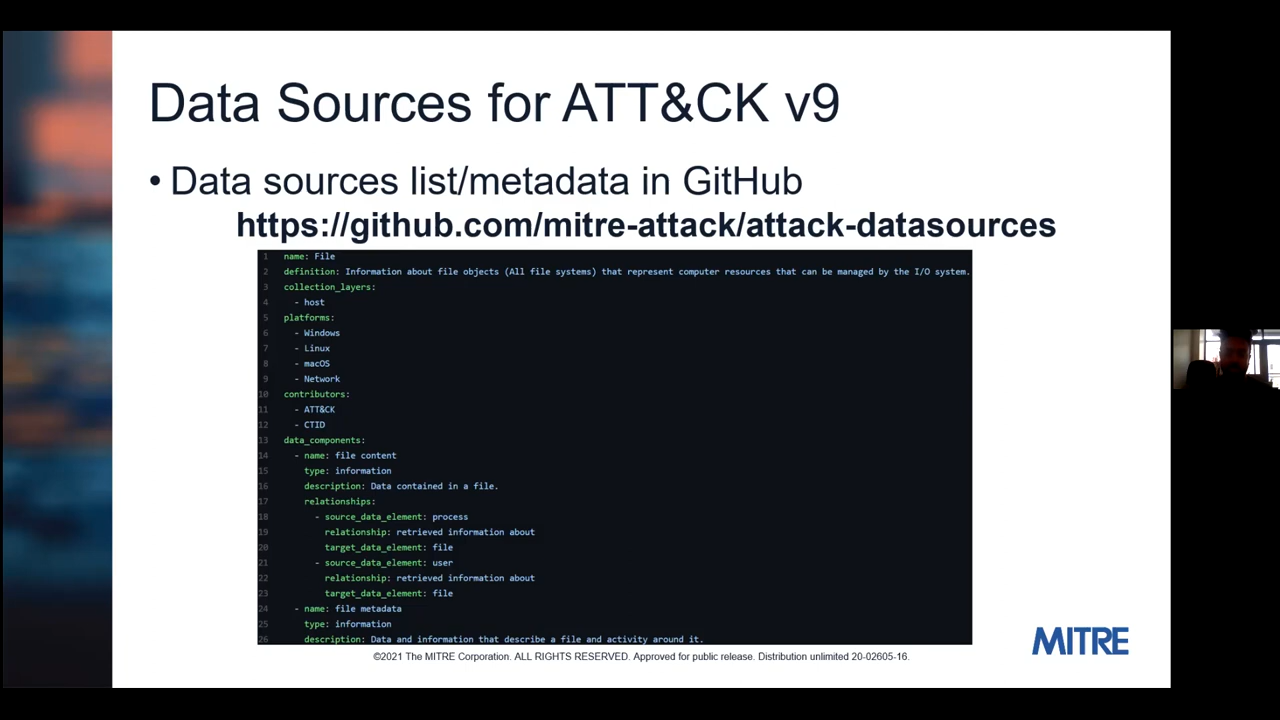 Data Sources for ATT&CK v9
• Data sources list/metadata in GitHub
https://github.com/mitre-attack/attack-datasources
1 name: File
2 definition: Information about file objects (All file systems) that represent computer resources that can be managed by the I/O system.
3 collection_layers:
4 - host
5 platforms:
6 - Windows
7 - Linux
8 - macOS
9 - Network
10 contributors:
11 - ATT&CK
12 - CTID
13 data_components:
14 - name: file content
15 type: information
16 description: Data contained in a file.
17 relationships:
18 - source_data_element: process
19 relationship: retrieved information about
20 target_data_element: file
21 - source_data_element: user
22 relationship: retrieved information about
23 target_data_element: file
24 - name: file metadata
25 type: information
26 description: Data and information that describe a file and activity around it.
©2021 The MITRE Corporation. ALL RIGHTS RESERVED. Approved for public release. Distribution unlimited 20-02605-16.
MITRE